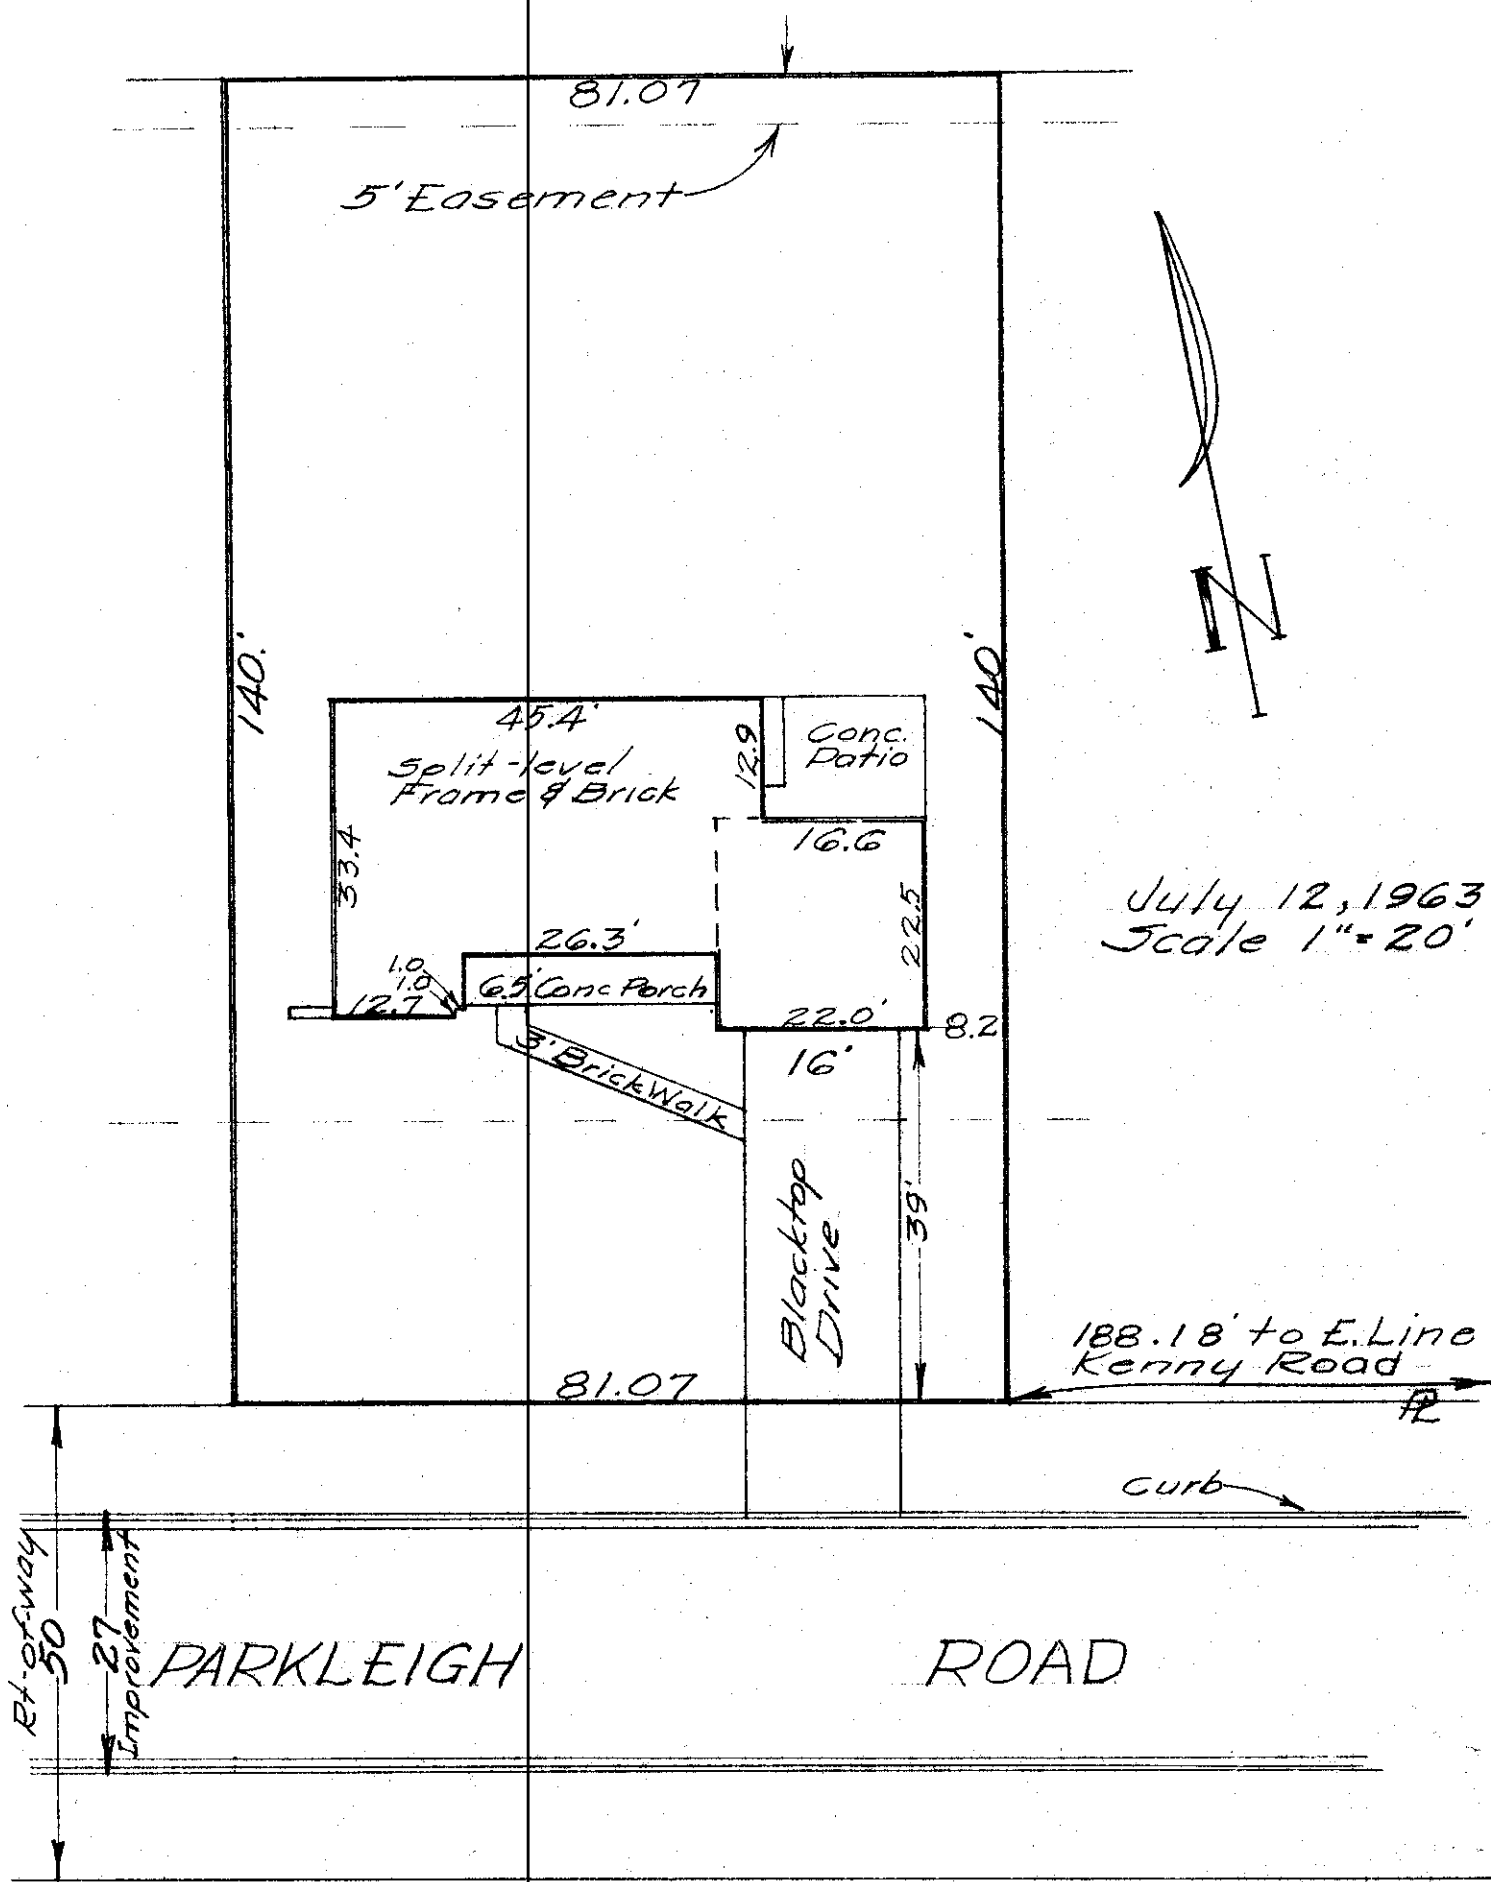 81.07
5' Easement
N
140.'
140'
45.4'
Split-level
Frame & Brick
12.9
Conc.
Patio
16.6
33.4
22.5
July 12, 1963
Scale 1" = 20'
26.3'
1.0
1.0
12.7
6.5' Conc Porch
22.0'
8.2
16'
3' Brick Walk
Blacktop
Drive
39'
188.18' to E. Line
Kenny Road
81.07
PL
Curb
Rt-of-way
50
27
Improvement
PARKLEIGH ROAD